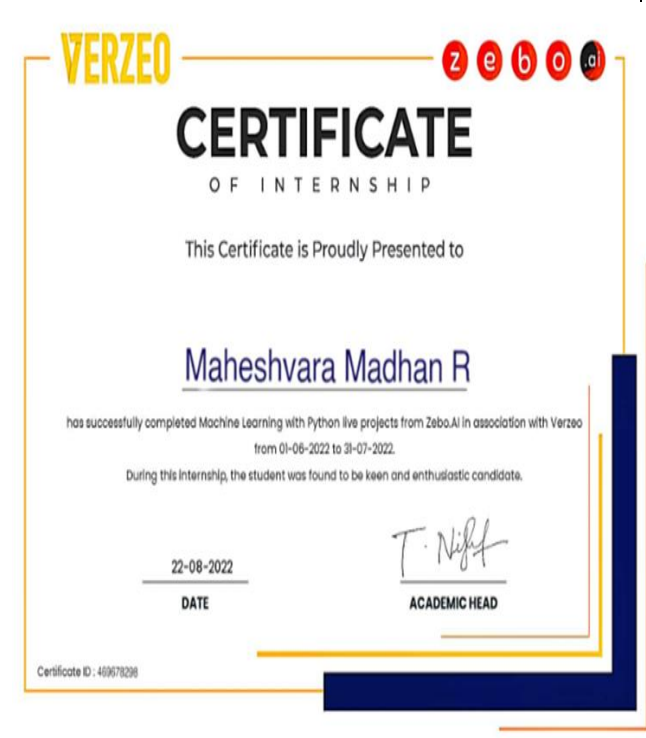 VERZEO
zebo.ai
CERTIFICATE
OF INTERNSHIP
This Certificate is Proudly Presented to
Maheshvara Madhan R
has successfully completed Machine Learning with Python live projects from Zebo.AI in association with Verzeo
from 01-06-2022 to 31-07-2022.
During this internship, the student was found to be keen and enthusiastic candidate.
22-08-2022
DATE
ACADEMIC HEAD
Certificate ID : 469678298